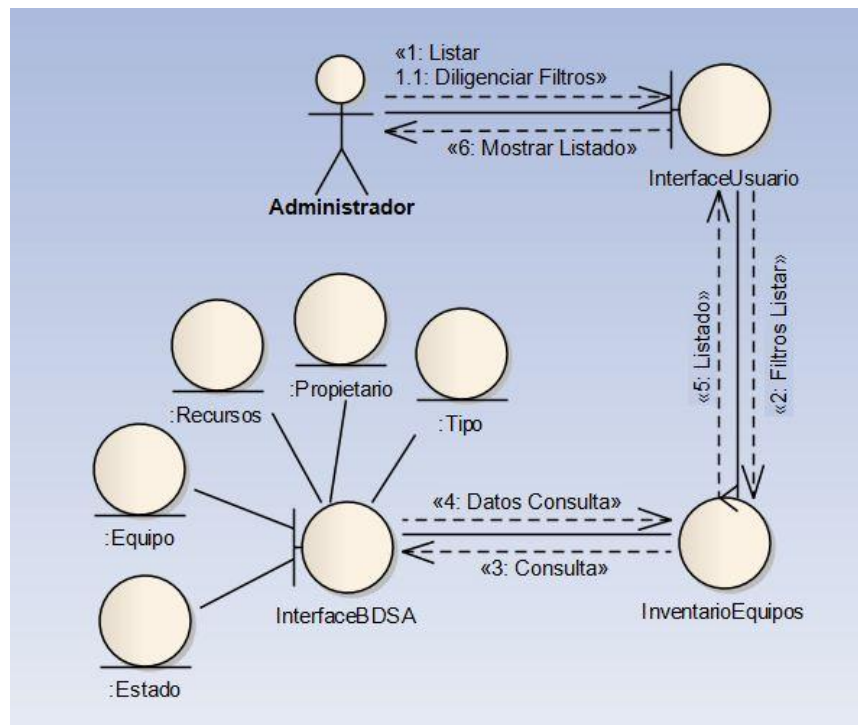 «1: Listar
1.1: Diligenciar Filtros»
«6: Mostrar Listado»
InterfaceUsuario
Administrador
«5: Listado»
«2: Filtros Listar»
:Propietario
:Recursos
:Tipo
:Equipo
«4: Datos Consulta»
«3: Consulta»
InterfaceBDSA
InventarioEquipos
:Estado